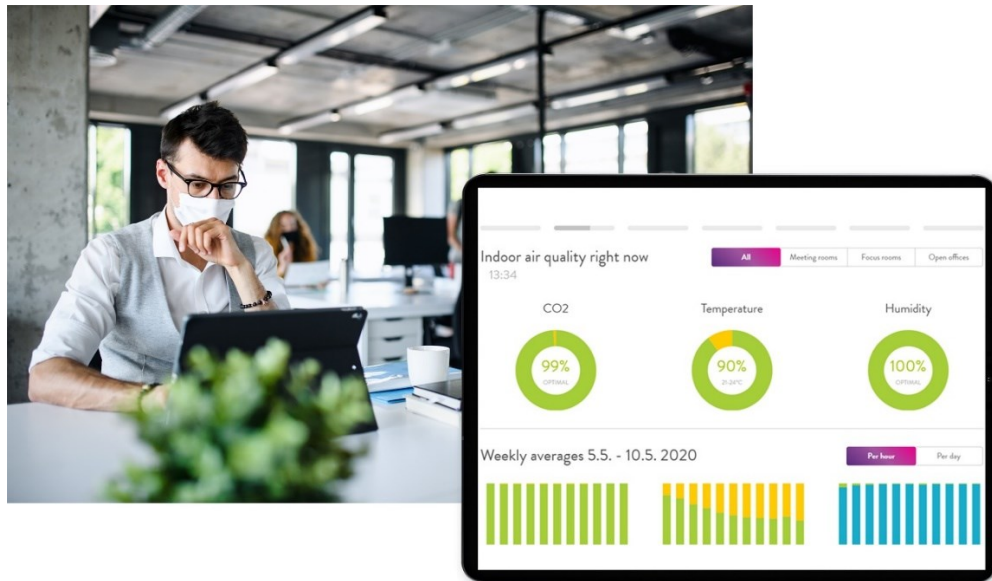 Indoor air quality right now
All
Meeting rooms
Focus rooms
Open offices
13:34
CO2
Temperature
Humidity
99%
OPTIMAL
90%
21-24°C
100%
OPTIMAL
Weekly averages 5.5. - 10.5. 2020
Per hour
Per day